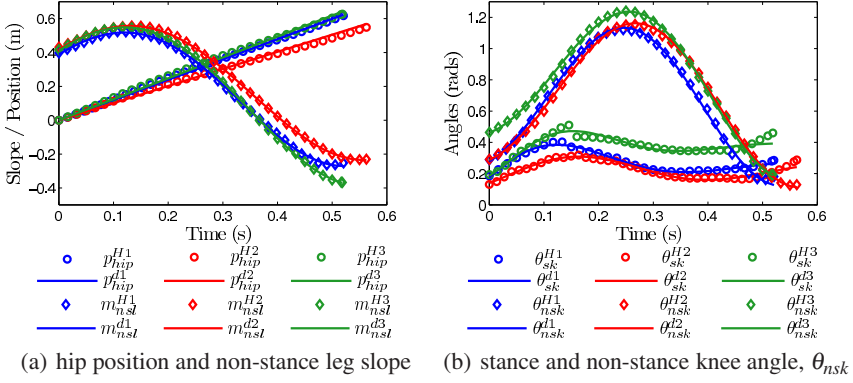 Slope / Position (m)
0.6
0.4
0.2
0
−0.2
−0.4
0
0.1
0.2
0.3
0.4
0.5
0.6
Time (s)
p_{hip}^{H1} p_{hip}^{H2} p_{hip}^{H3}
p_{hip}^{d1} p_{hip}^{d2} p_{hip}^{d3}
m_{nsl}^{H1} m_{nsl}^{H2} m_{nsl}^{H3}
m_{nsl}^{d1} m_{nsl}^{d2} m_{nsl}^{d3}
(a) hip position and non-stance leg slope
Angles (rads)
1.2
1
0.8
0.6
0.4
0.2
0
0
0.1
0.2
0.3
0.4
0.5
0.6
Time (s)
θ_{sk}^{H1} θ_{sk}^{H2} θ_{sk}^{H3}
θ_{sk}^{d1} θ_{sk}^{d2} θ_{sk}^{d3}
θ_{nsk}^{H1} θ_{nsk}^{H2} θ_{nsk}^{H3}
θ_{nsk}^{d1} θ_{nsk}^{d2} θ_{nsk}^{d3}
(b) stance and non-stance knee angle, θ_{nsk}